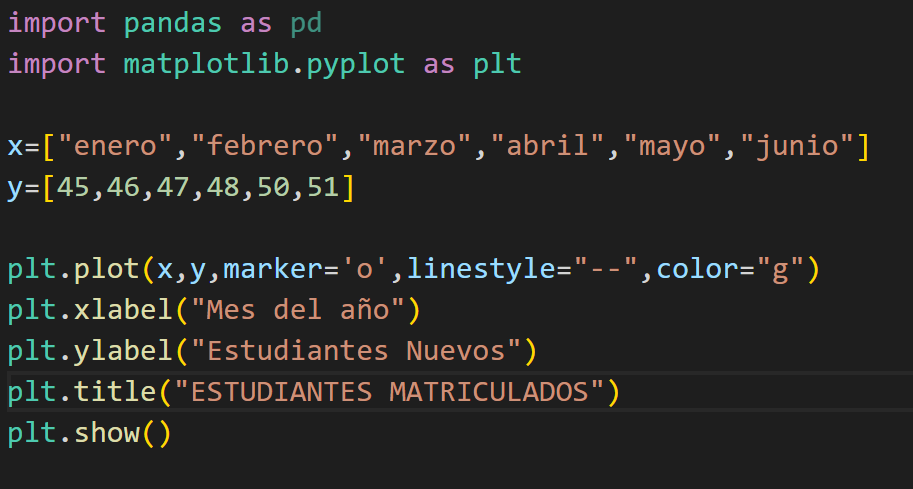 import pandas as pd
import matplotlib.pyplot as plt
x=["enero","febrero","marzo","abril","mayo","junio"]
y=[45,46,47,48,50,51]
plt.plot(x,y,marker='o',linestyle="--",color="g")
plt.xlabel("Mes del año")
plt.ylabel("Estudiantes Nuevos")
plt.title("ESTUDIANTES MATRICULADOS")
plt.show()